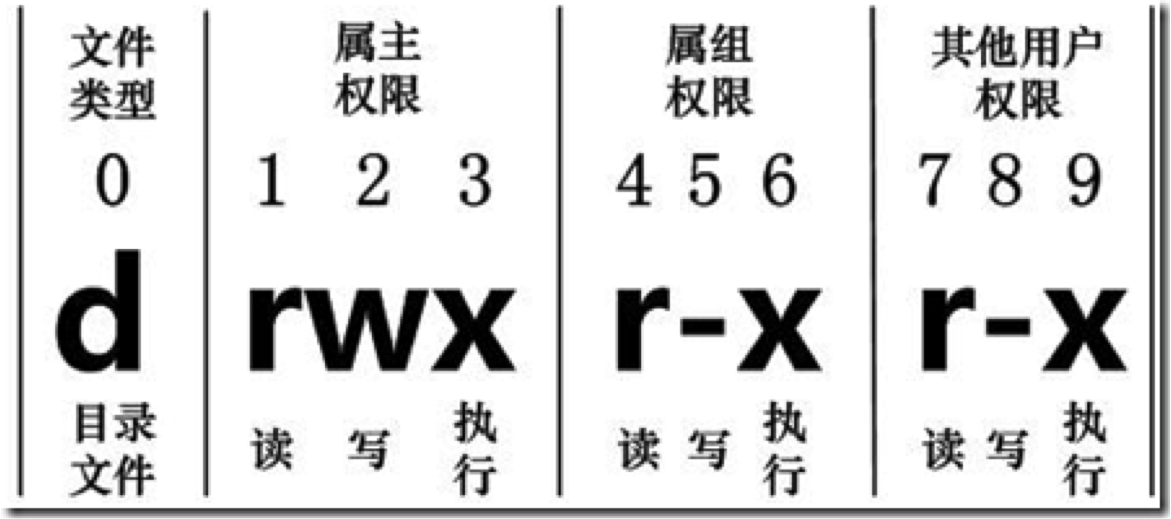 文件 属主 属组 其他用户
类型 权限 权限 权限
0 1 2 3 4 5 6 7 8 9
d rwx r-x r-x
目录 读 写 执 读 写 执 读 写 执
文件 行 行 行